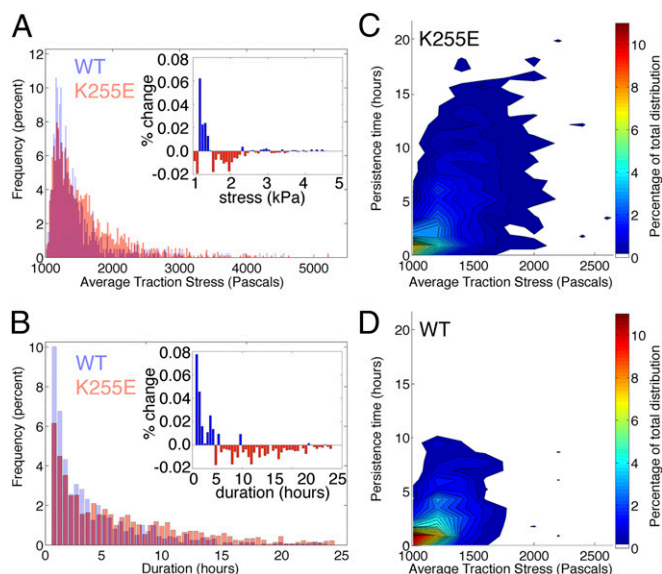 A
WT
K255E
Frequency (percent)
12
10
8
6
4
2
0
1000 2000 3000 4000 5000
Average Traction Stress (Pascals)
% change
0.08
0.06
0.04
0.02
0.0
-0.02
1 2 3 4 5
stress (kPa)
B
WT
K255E
Frequency (percent)
10
8
6
4
2
0
5 10 15 20 25
Duration (hours)
% change
0.08
0.06
0.04
0.02
0.0
-0.02
0 5 10 15 20 25
duration (hours)
C
K255E
Persistence time (hours)
20
15
10
5
0
1000 1500 2000 2500
Average Traction Stress (Pascals)
10
8
6
4
2
0
Percentage of total distribution
D
WT
Persistence time (hours)
20
15
10
5
0
1000 1500 2000 2500
Average Traction Stress (Pascals)
10
8
6
4
2
0
Percentage of total distribution